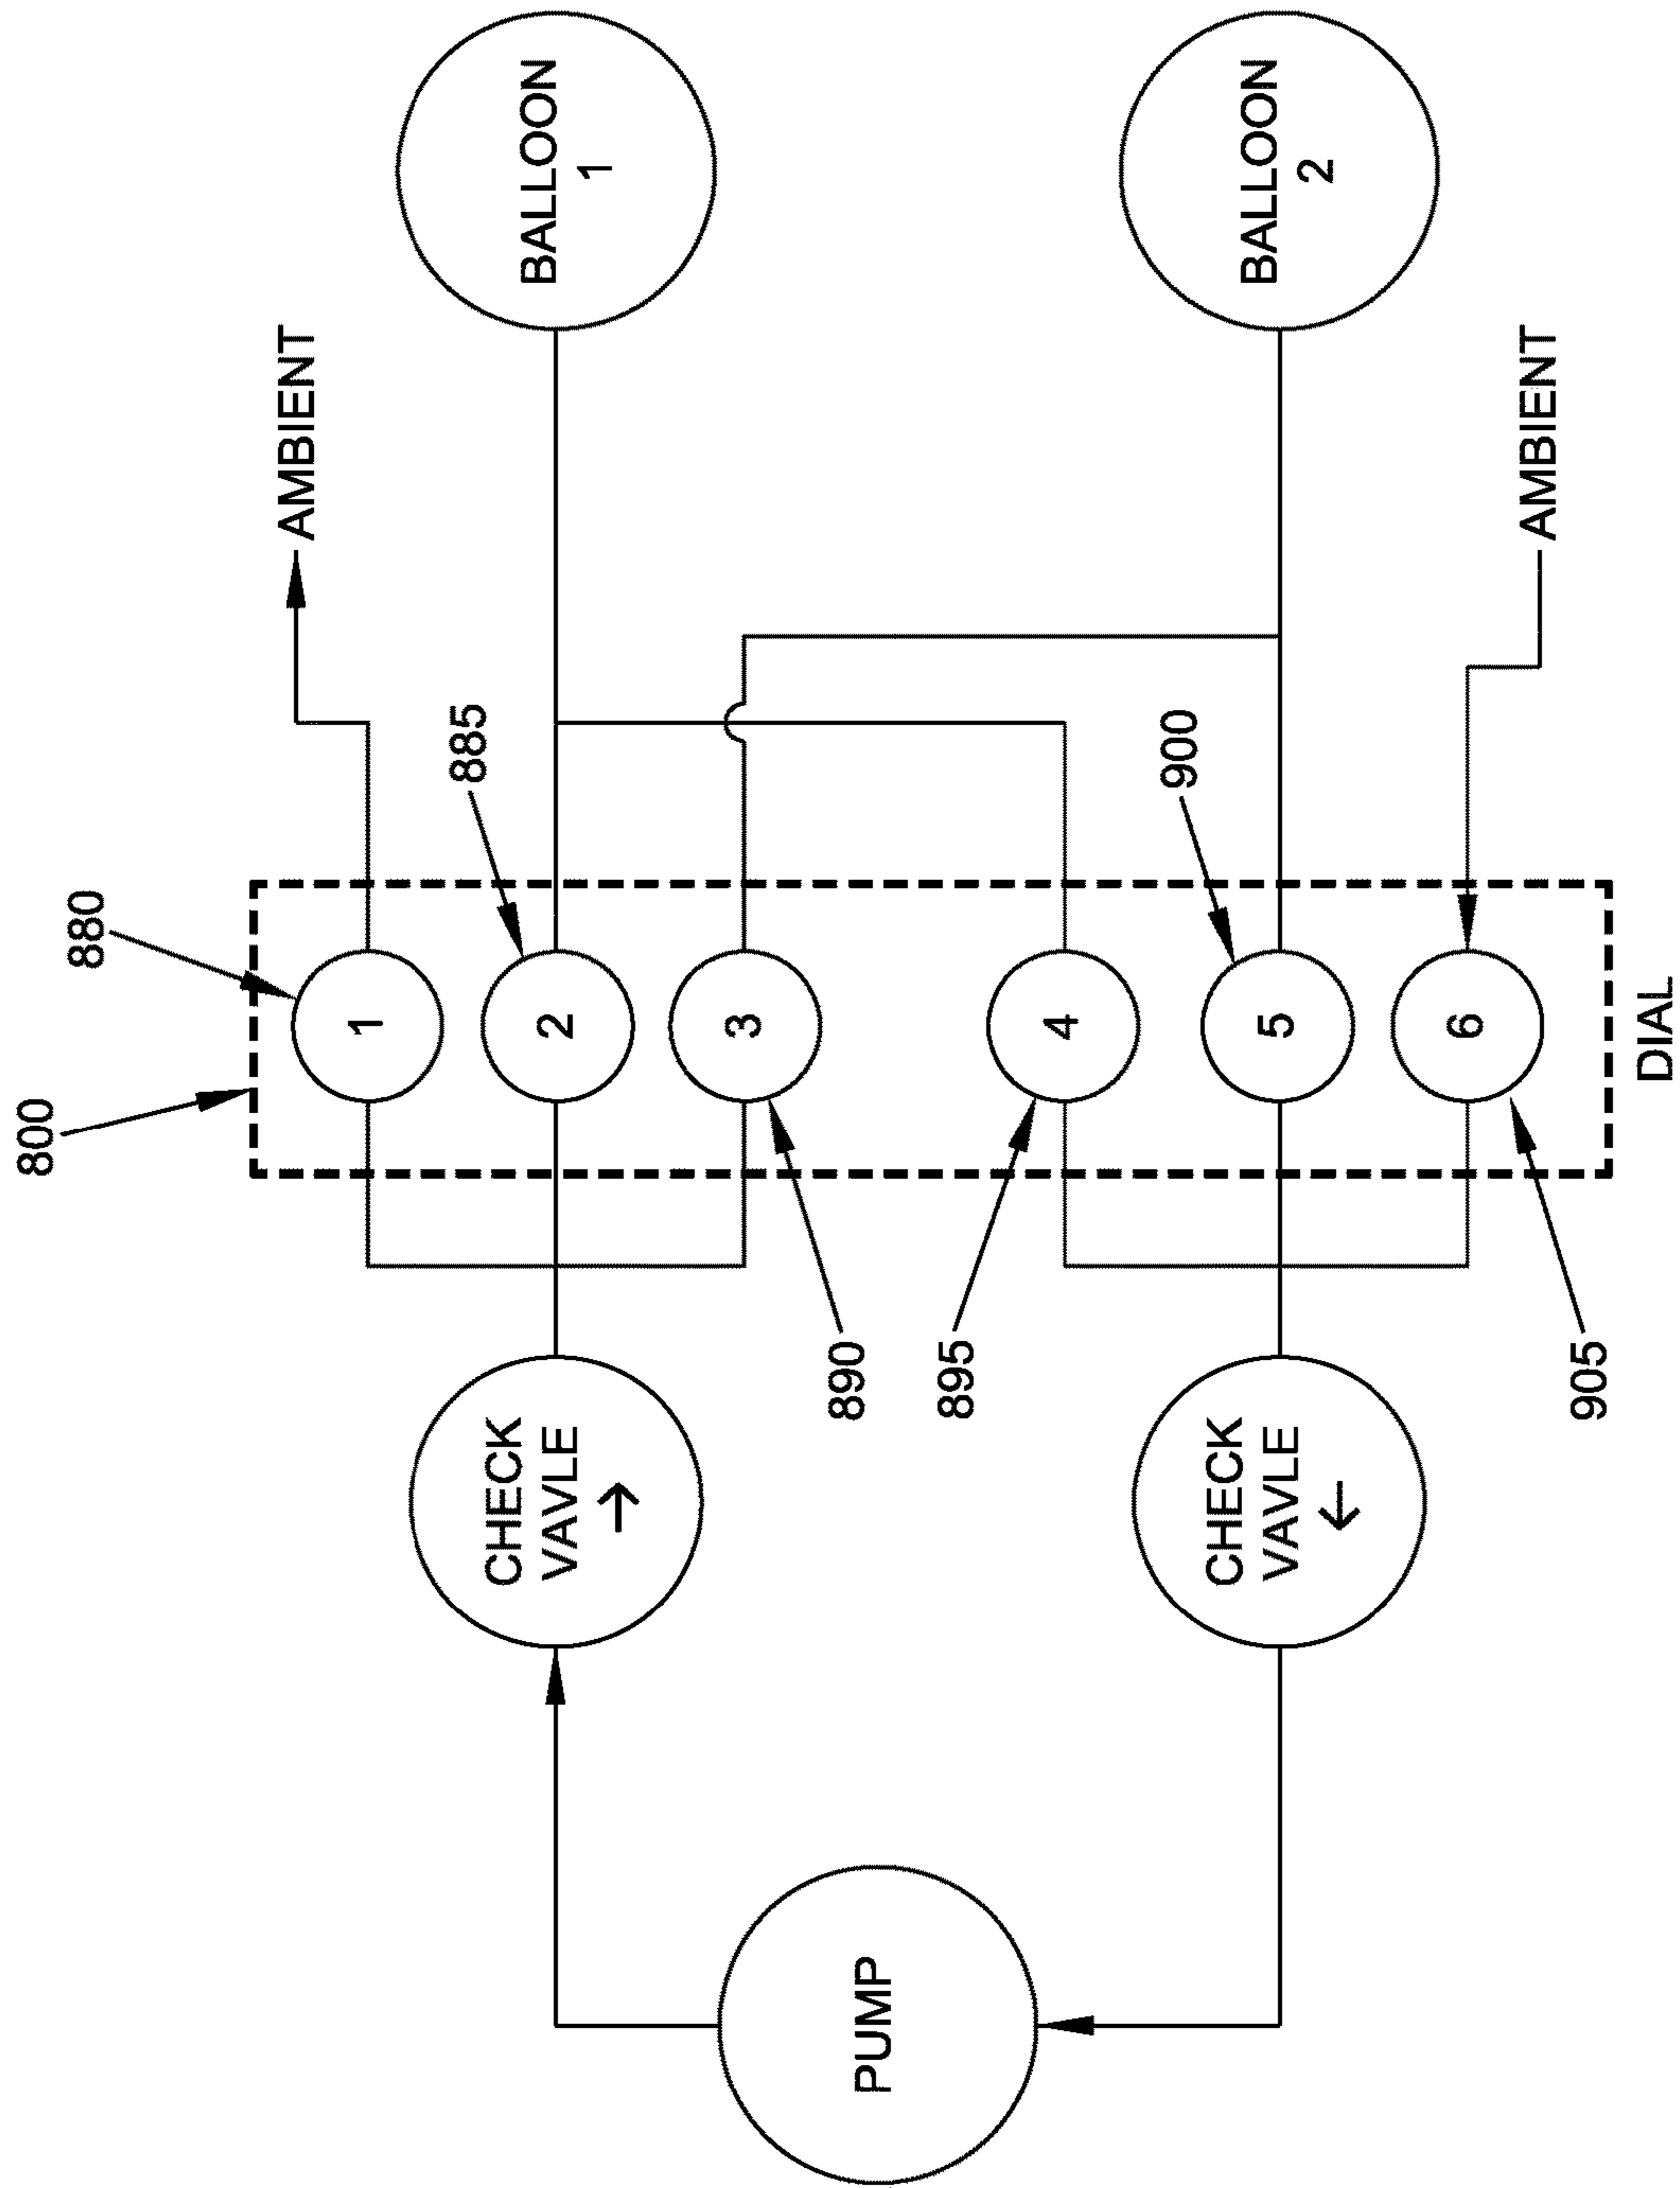 800
880
AMBIENT
1
885
CHECK
VAVLE
→
2
BALLOON
1
3
890
PUMP
895
4
900
CHECK
VAVLE
←
5
BALLOON
2
6
AMBIENT
905
DIAL